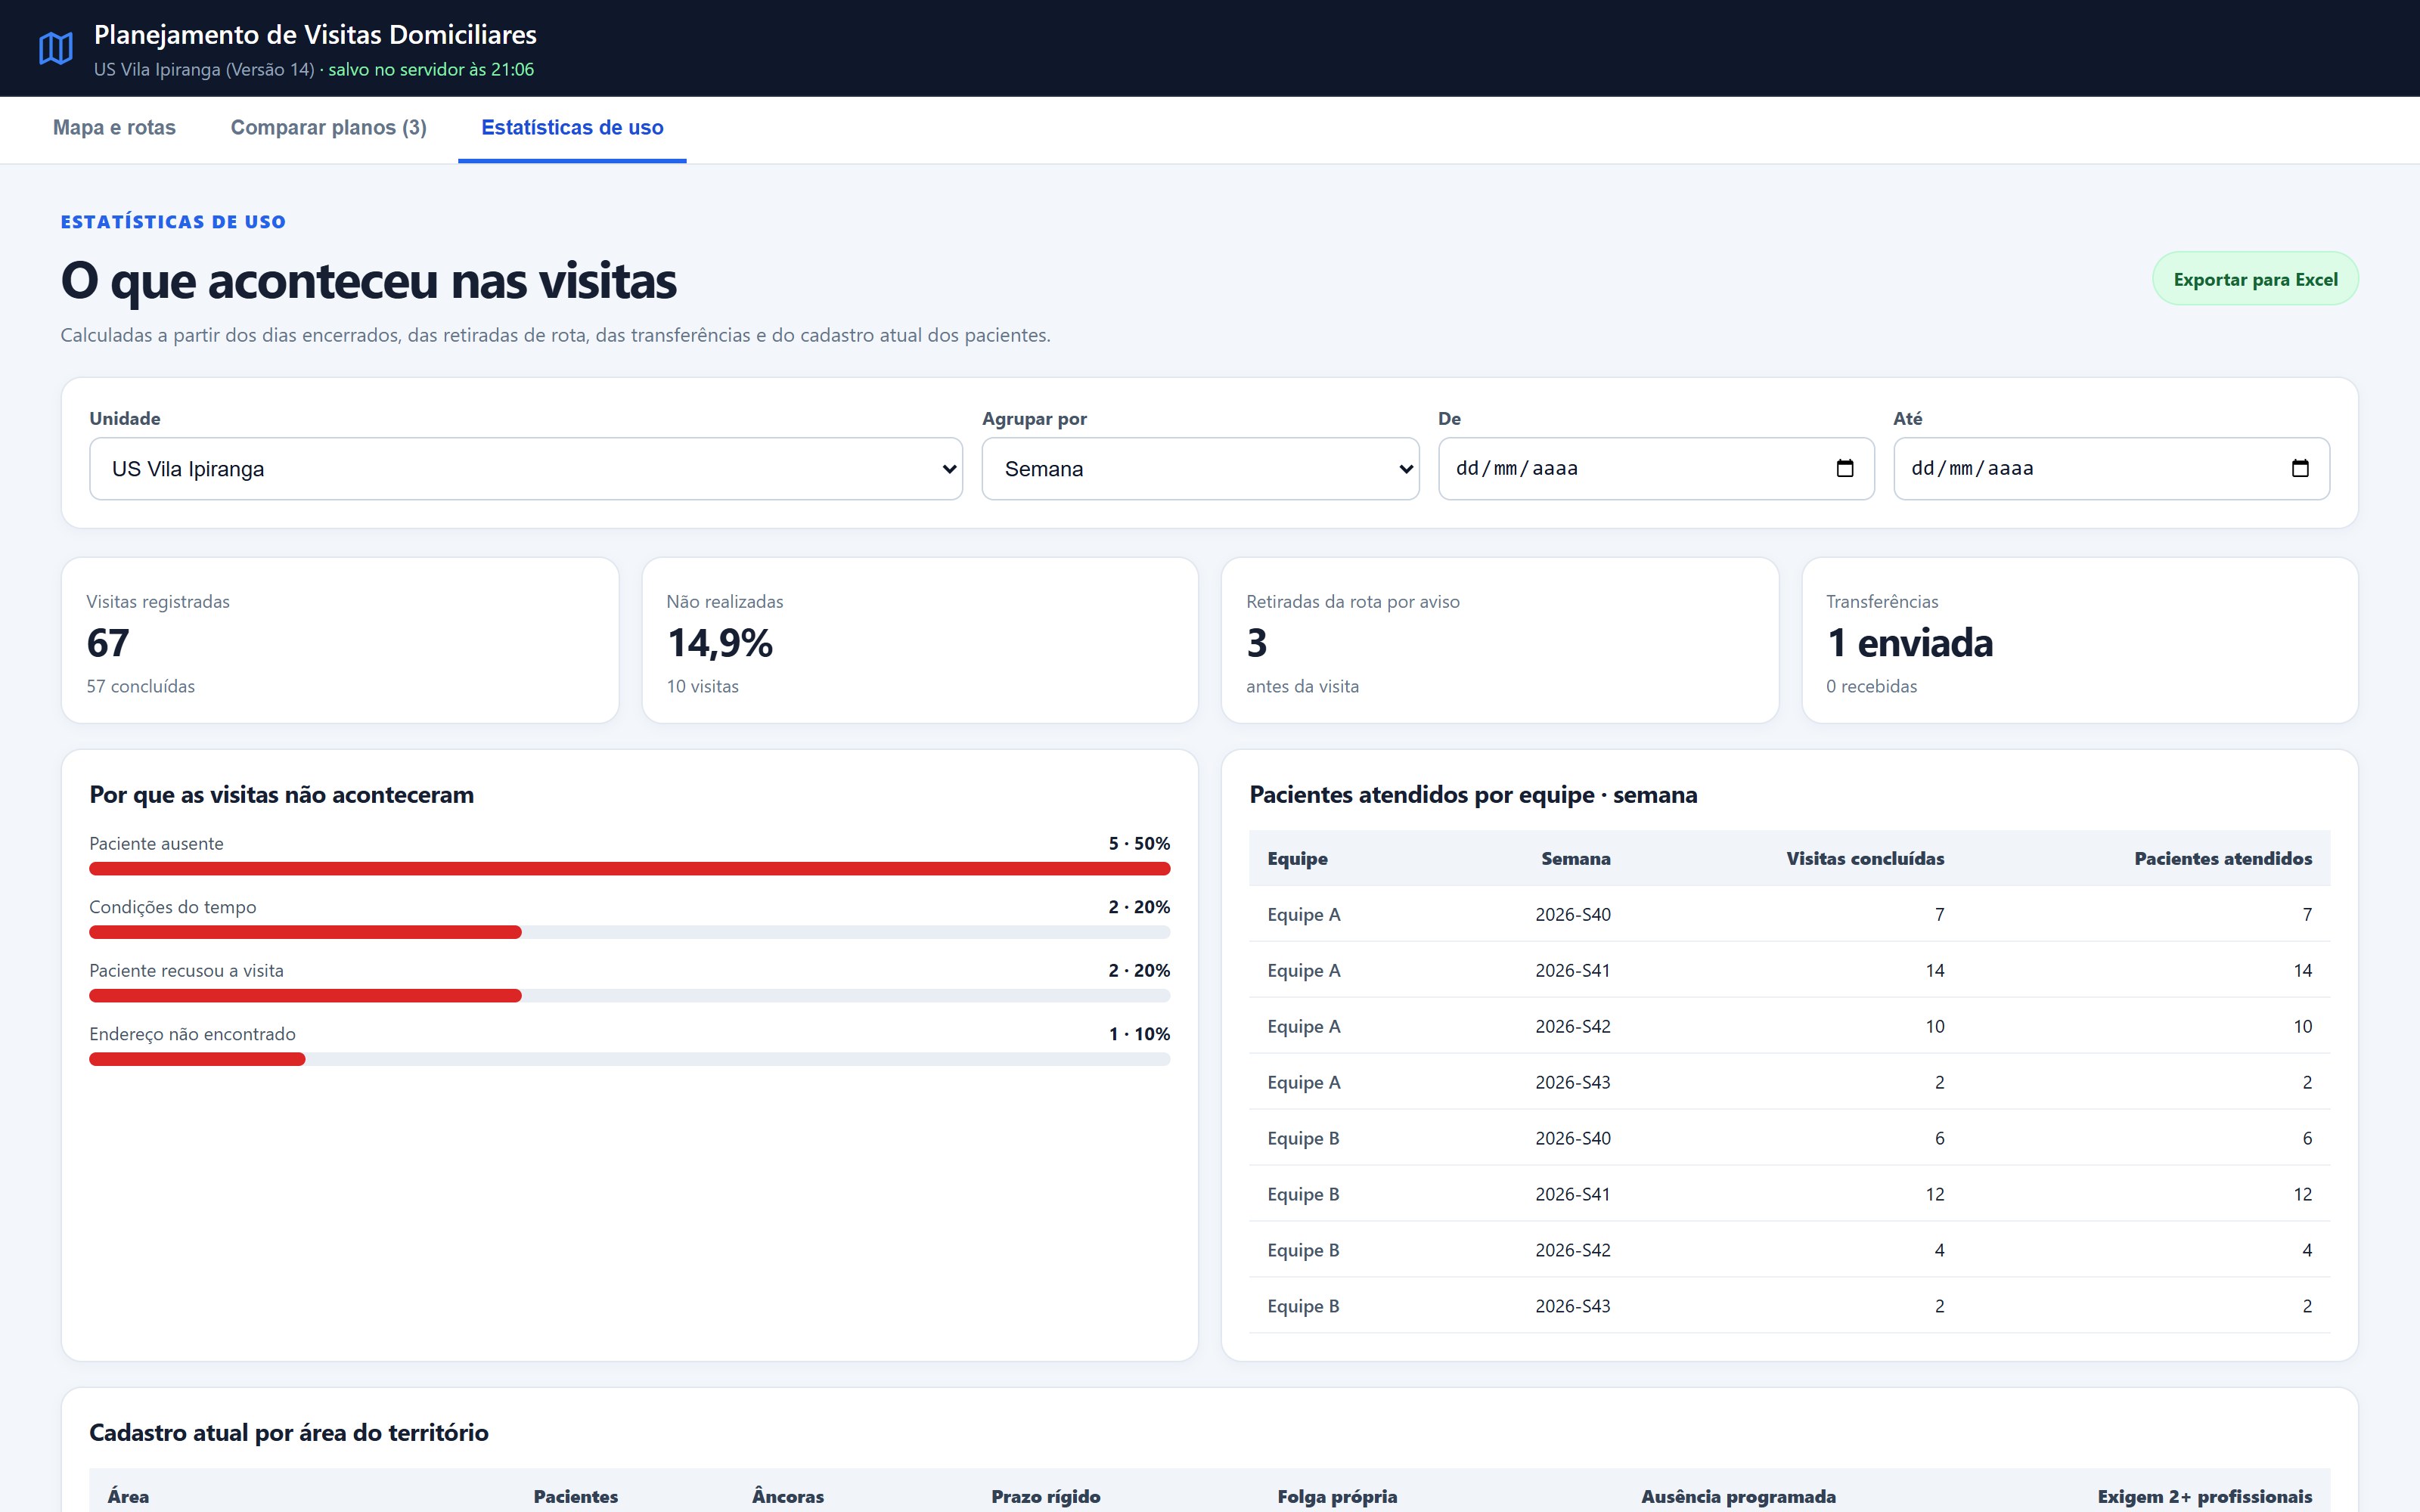 Planejamento de Visitas Domiciliares
US Vila Ipiranga (Versão 14) · salvo no servidor às 21:06
Mapa e rotas Comparar planos (3) Estatísticas de uso
ESTATÍSTICAS DE USO
O que aconteceu nas visitas
Exportar para Excel
Calculadas a partir dos dias encerrados, das retiradas de rota, das transferências e do cadastro atual dos pacientes.
Unidade Agrupar por De Até
US Vila Ipiranga Semana dd/mm/aaaa dd/mm/aaaa
Visitas registradas
67
57 concluídas
Não realizadas
14,9%
10 visitas
Retiradas da rota por aviso
3
antes da visita
Transferências
1 enviada
0 recebidas
Por que as visitas não aconteceram
Paciente ausente 5 · 50%
Condições do tempo 2 · 20%
Paciente recusou a visita 2 · 20%
Endereço não encontrado 1 · 10%
Pacientes atendidos por equipe · semana
Equipe Semana Visitas concluídas Pacientes atendidos
Equipe A 2026-S40 7 7
Equipe A 2026-S41 14 14
Equipe A 2026-S42 10 10
Equipe A 2026-S43 2 2
Equipe B 2026-S40 6 6
Equipe B 2026-S41 12 12
Equipe B 2026-S42 4 4
Equipe B 2026-S43 2 2
Cadastro atual por área do território
Área Pacientes Âncoras Prazo rígido Folga própria Ausência programada Exigem 2+ profissionais